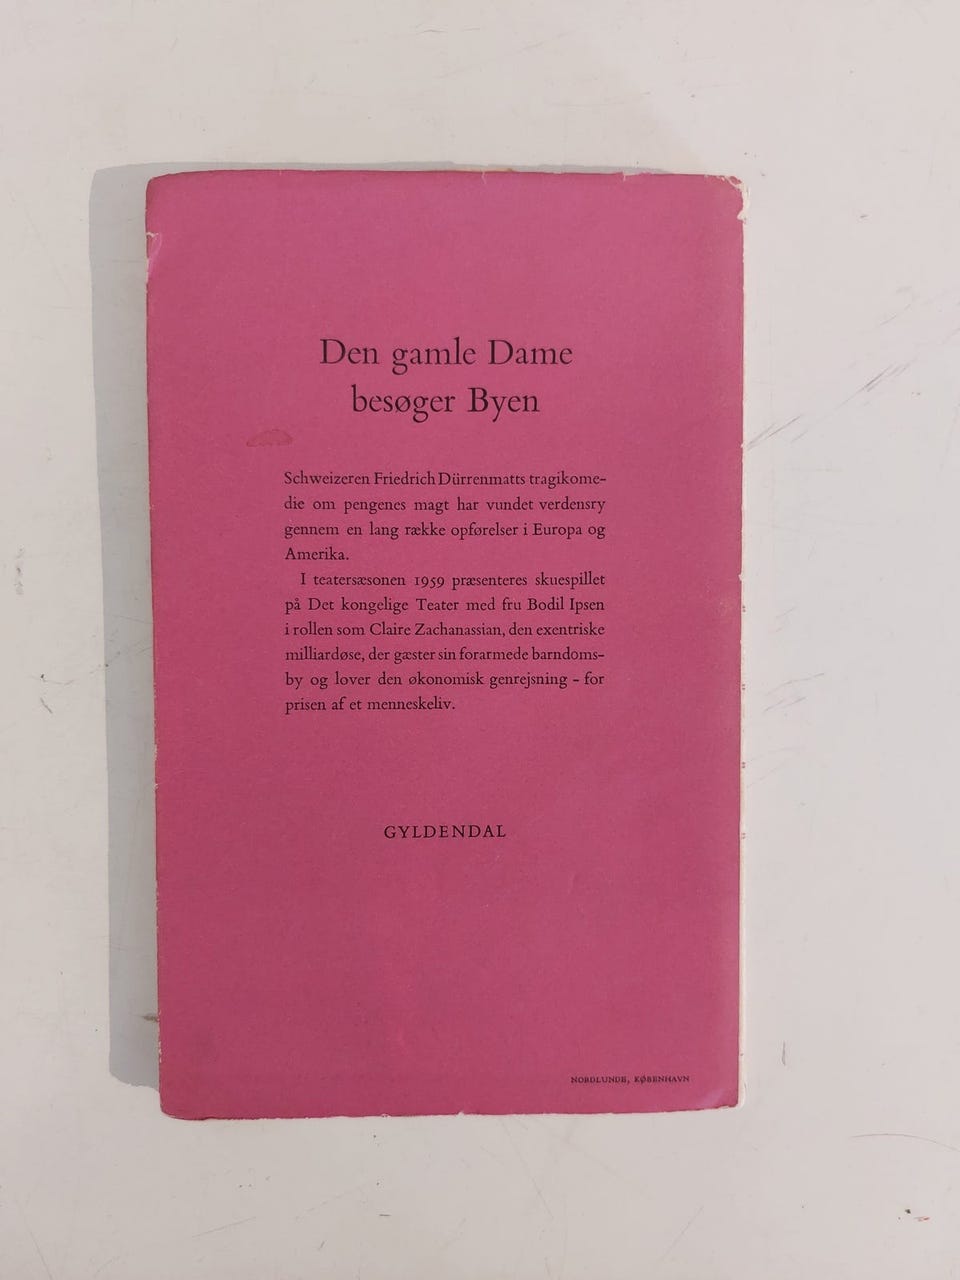 Den gamle Dame
besøger Byen
Schweizeren Friedrich Dürrenmatts tragikome-
die om pengenes magt har vundet verdensry
gennem en lang række opførelser i Europa og
Amerika.
I teatersæsonen 1959 præsenteres skuespillet
på Det kongelige Teater med fru Bodil Ipsen
i rollen som Claire Zachanassian, den exentriske
milliardøse, der gæster sin forarmede barndoms-
by og lover den økonomisk genrejsning – for
prisen af et menneskeliv.
GYLDENDAL
NORDLUNDE, KØBENHAVN